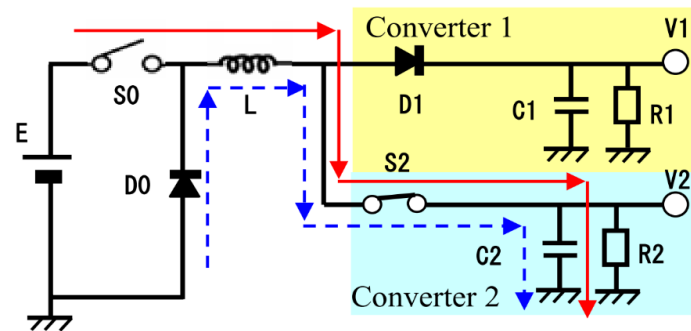 Converter 1
V1
S0
L
D1
C1
R1
E
S2
V2
D0
C2
R2
Converter 2